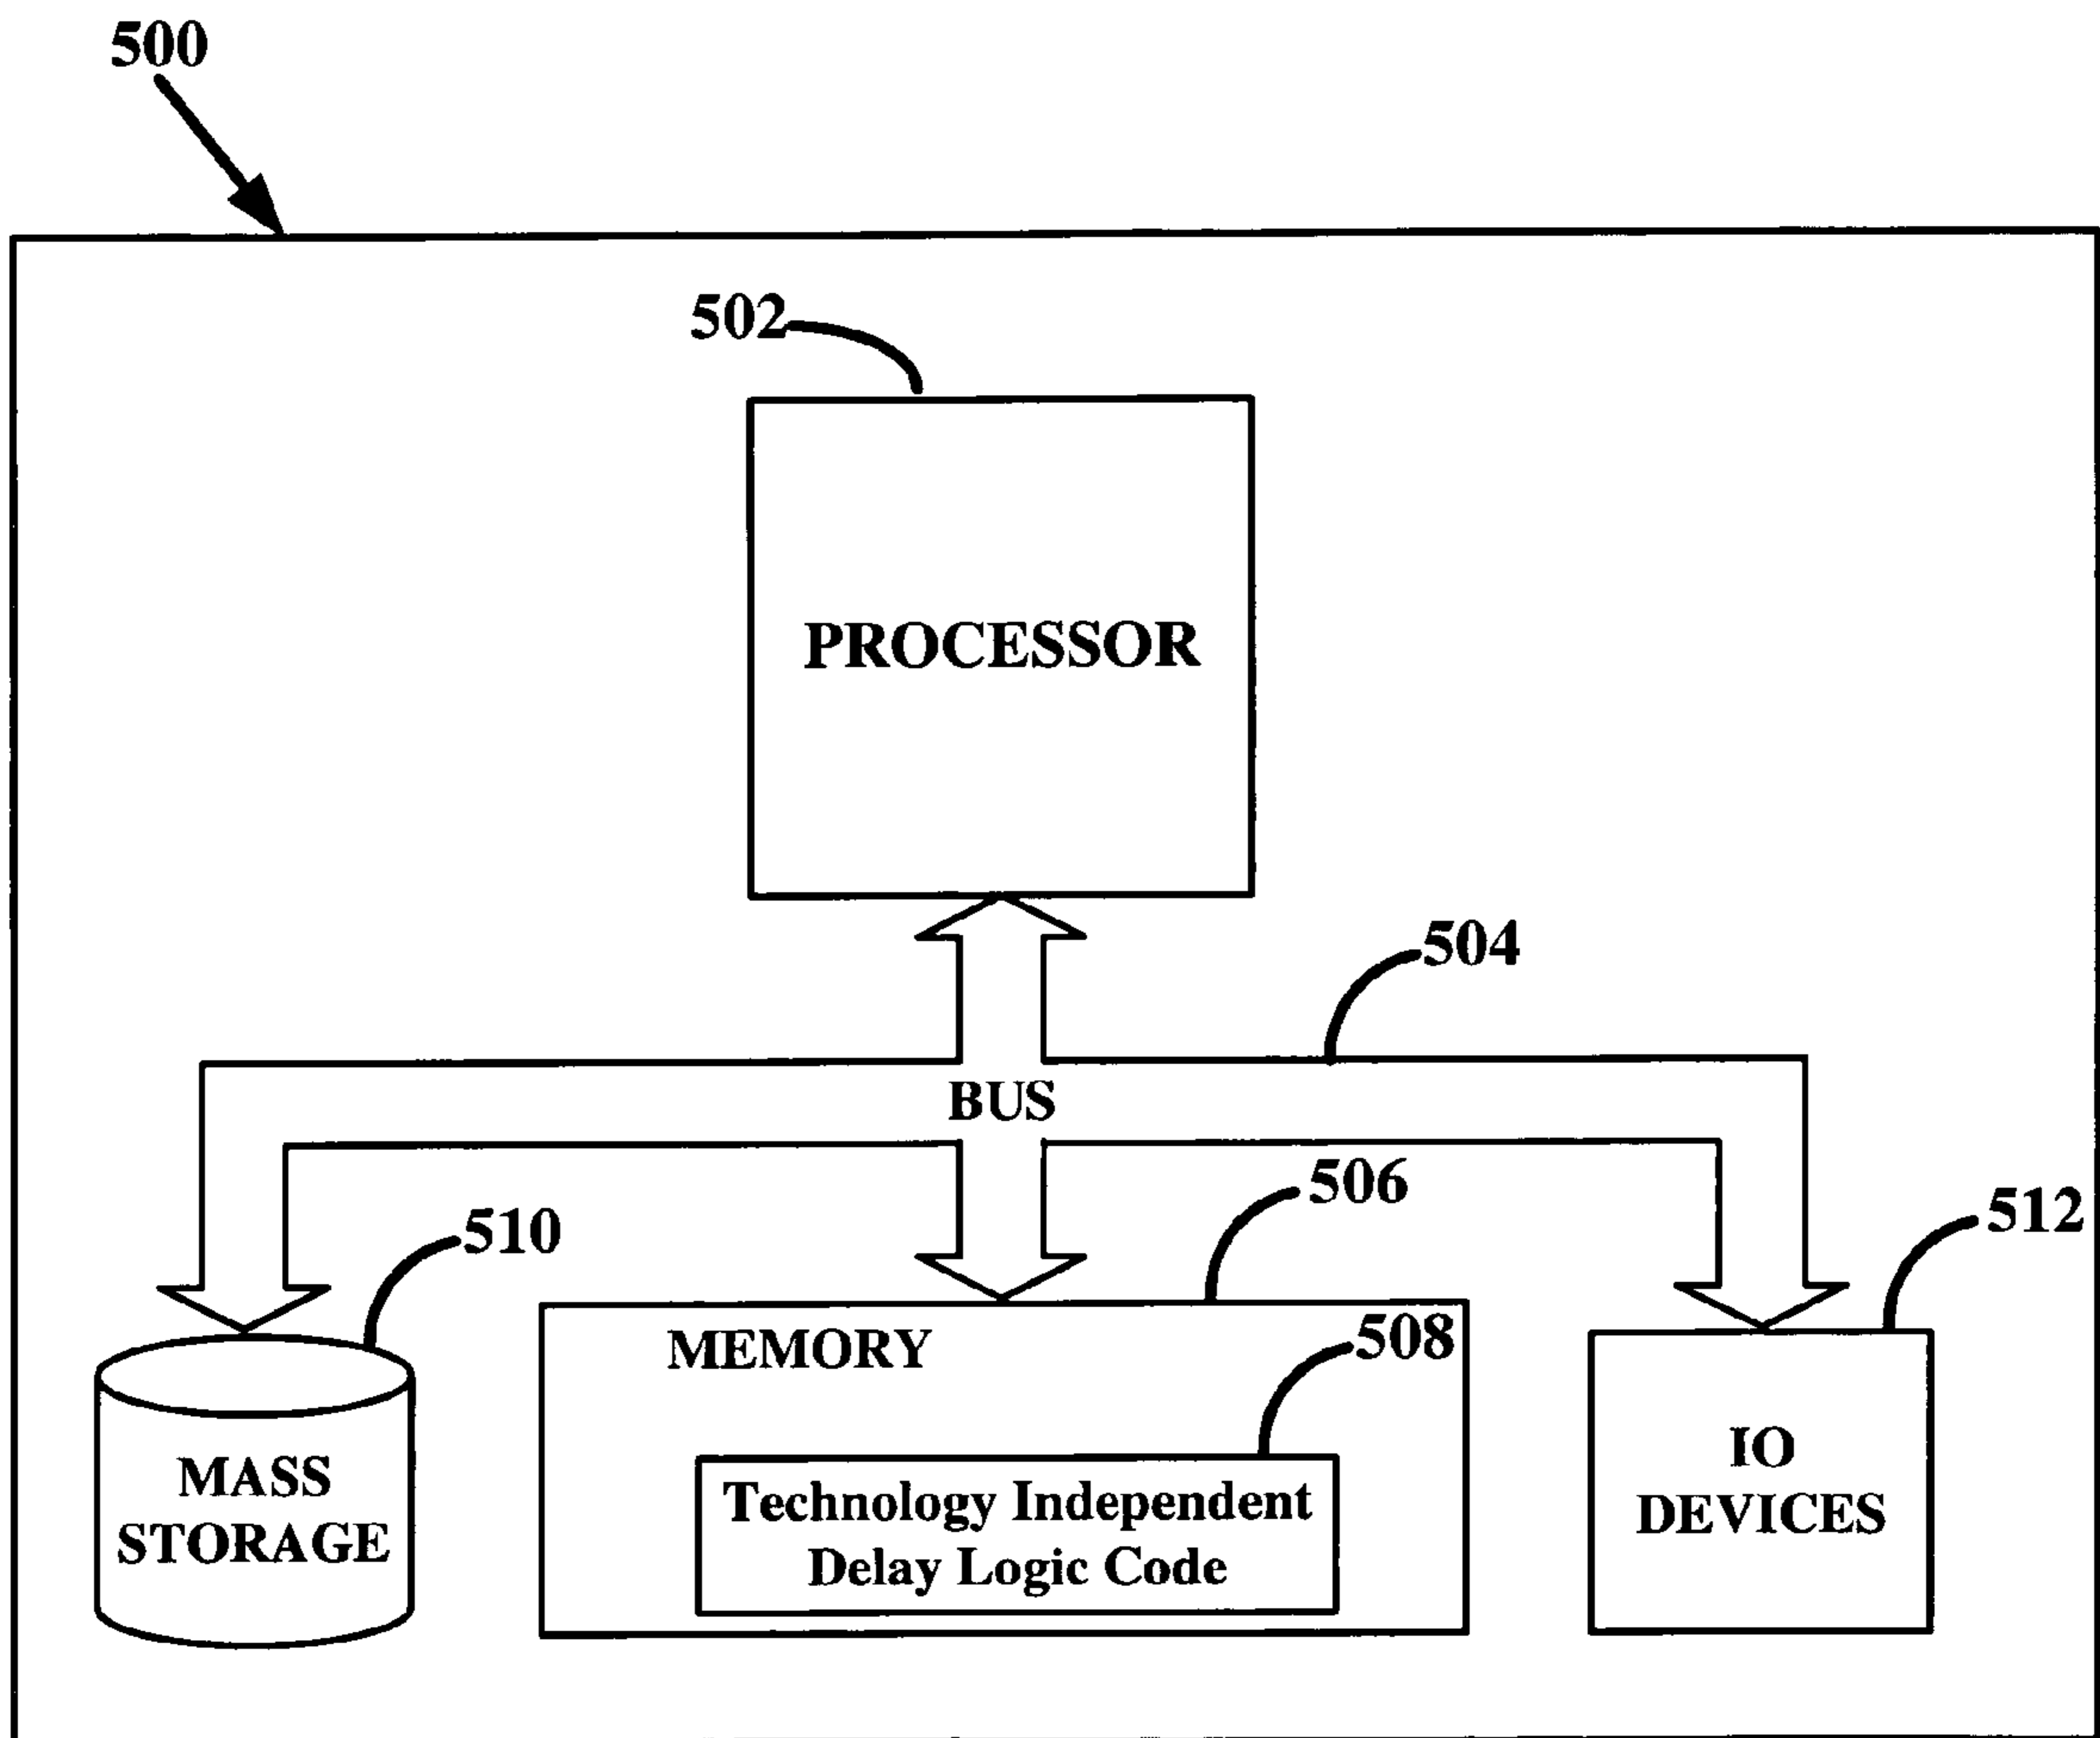 500
502
PROCESSOR
504
BUS
506
510
512
MEMORY
508
MASS
STORAGE
Technology Independent
Delay Logic Code
IO
DEVICES